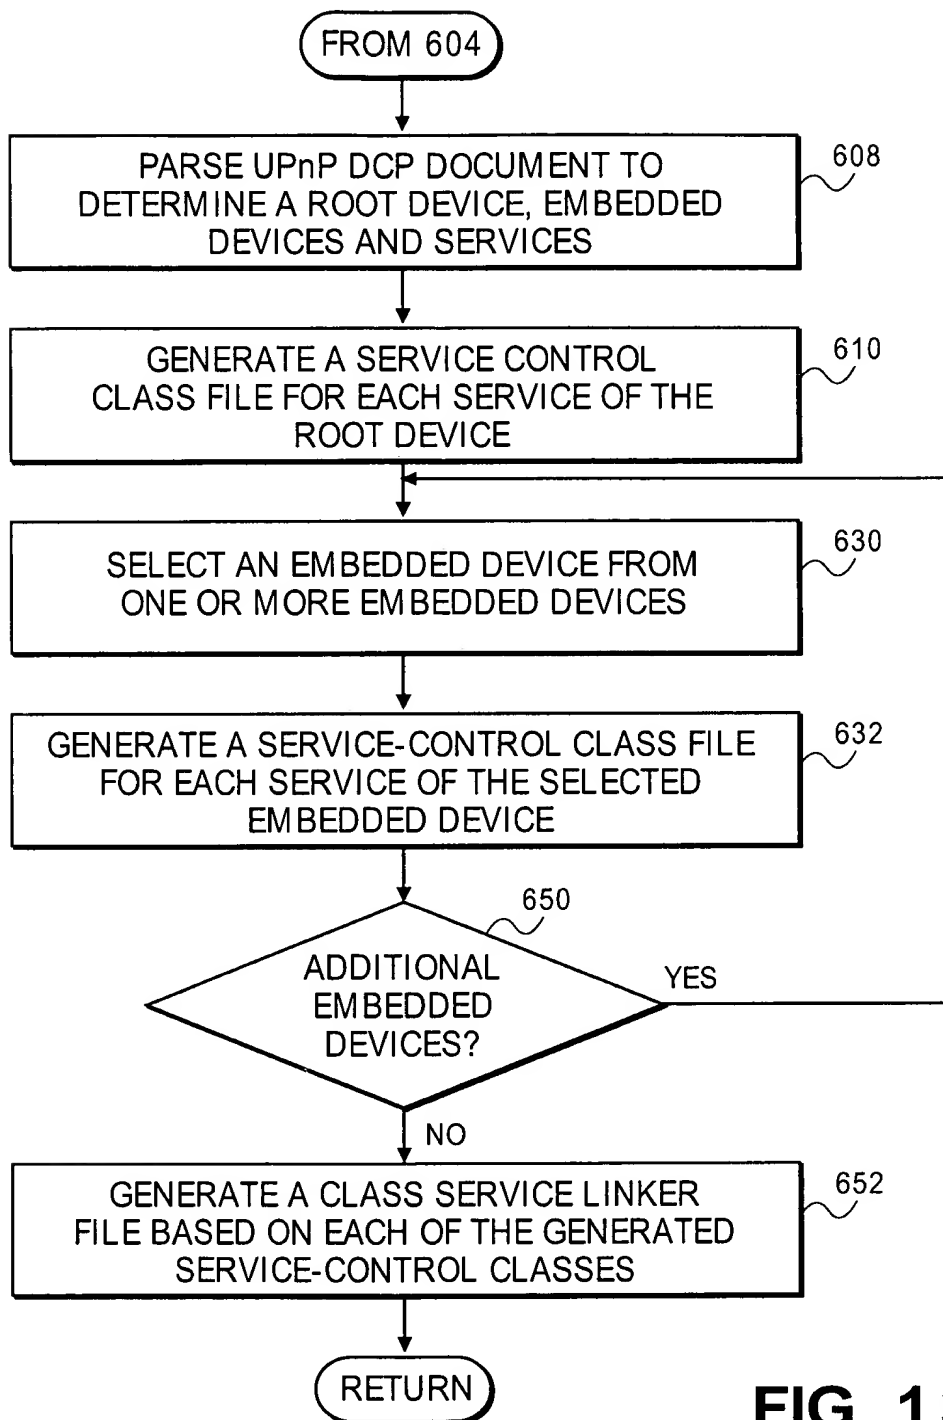 FROM 604
PARSE UPnP DCP DOCUMENT TO
DETERMINE A ROOT DEVICE, EMBEDDED
DEVICES AND SERVICES
608
GENERATE A SERVICE CONTROL
CLASS FILE FOR EACH SERVICE OF THE
ROOT DEVICE
610
SELECT AN EMBEDDED DEVICE FROM
ONE OR MORE EMBEDDED DEVICES
630
GENERATE A SERVICE-CONTROL CLASS FILE
FOR EACH SERVICE OF THE SELECTED
EMBEDDED DEVICE
632
650
ADDITIONAL
EMBEDDED
DEVICES?
YES
NO
GENERATE A CLASS SERVICE LINKER
FILE BASED ON EACH OF THE GENERATED
SERVICE-CONTROL CLASSES
652
RETURN
FIG. 1